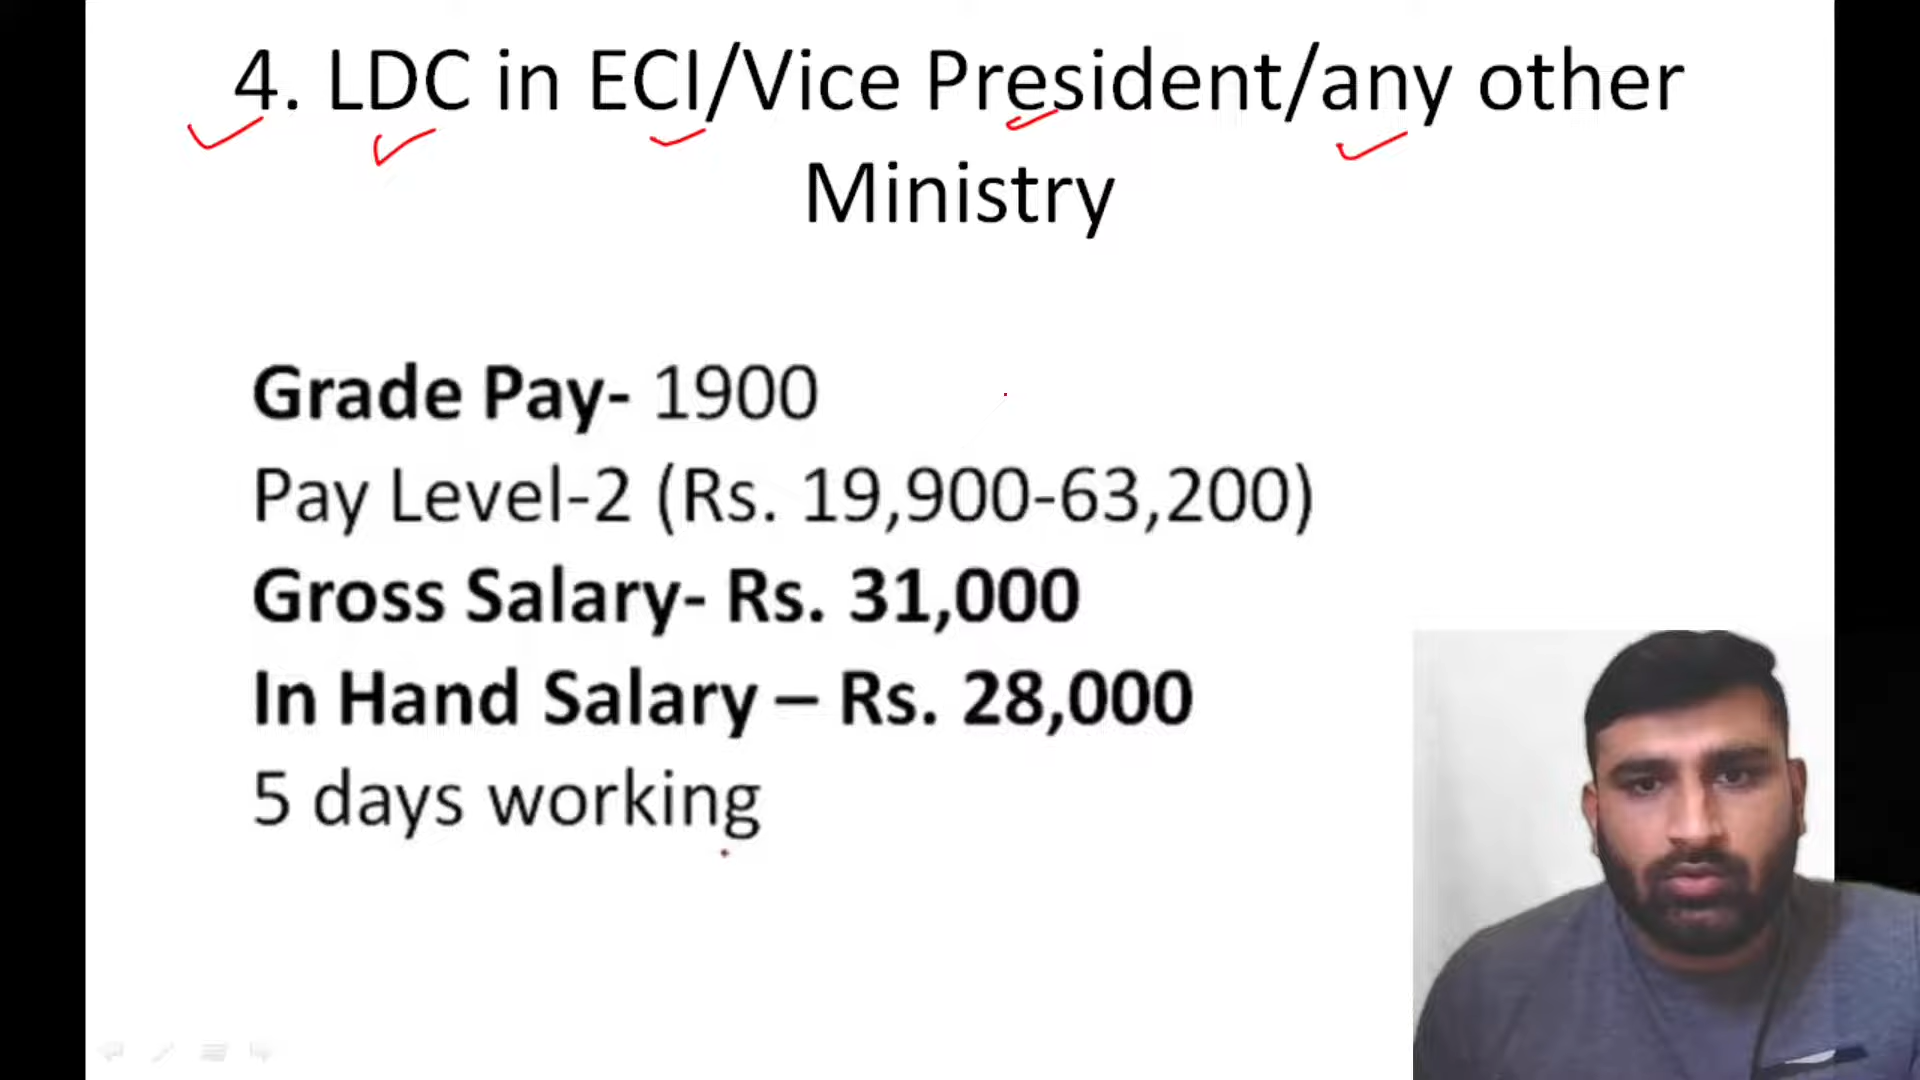 4. LDC in ECI/Vice President/any other
Ministry
Grade Pay- 1900
Pay Level-2 (Rs. 19,900-63,200)
Gross Salary- Rs. 31,000
In Hand Salary – Rs. 28,000
5 days working